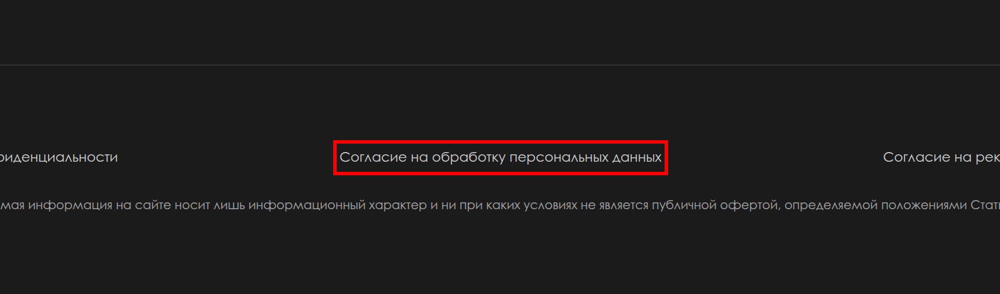 фиденциальности Согласие на обработку персональных данных Согласие на рек
мая информация на сайте носит лишь информационный характер и ни при каких условиях не является публичной офертой, определяемой положениями Стат